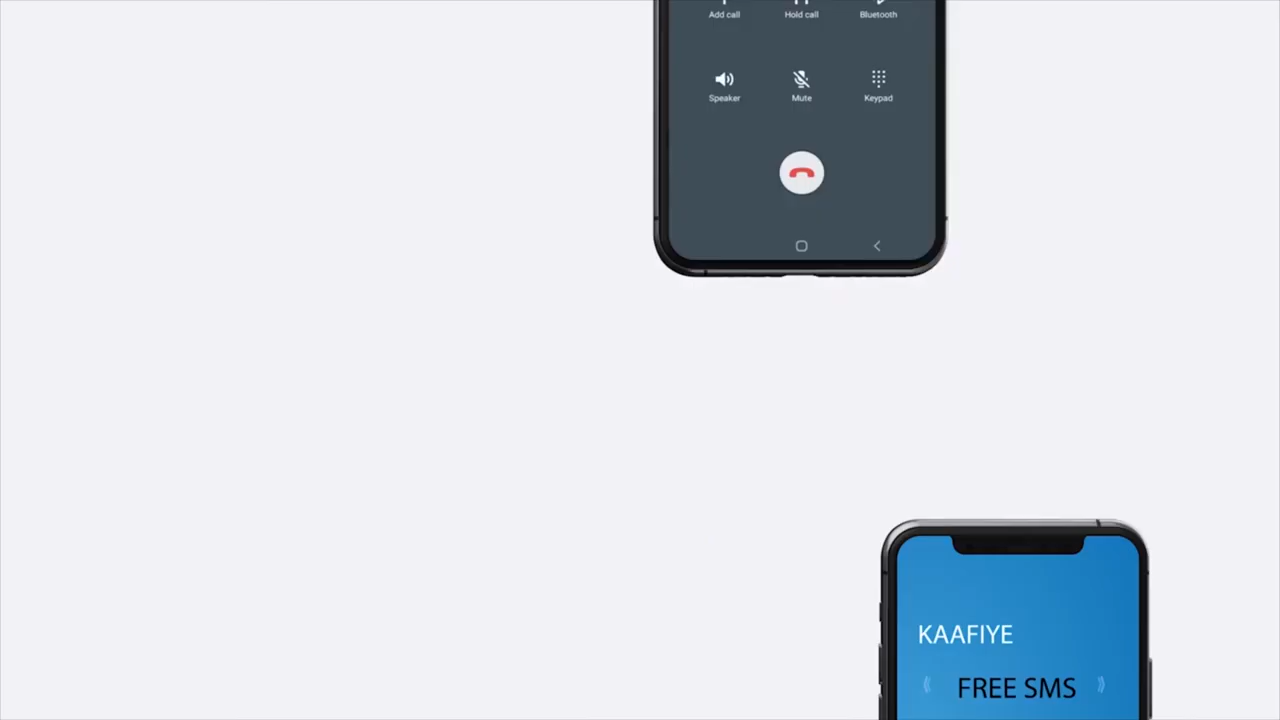 Add call Hold call Bluetooth
Speaker Mute Keypad
KAAFIYE
FREE SMS